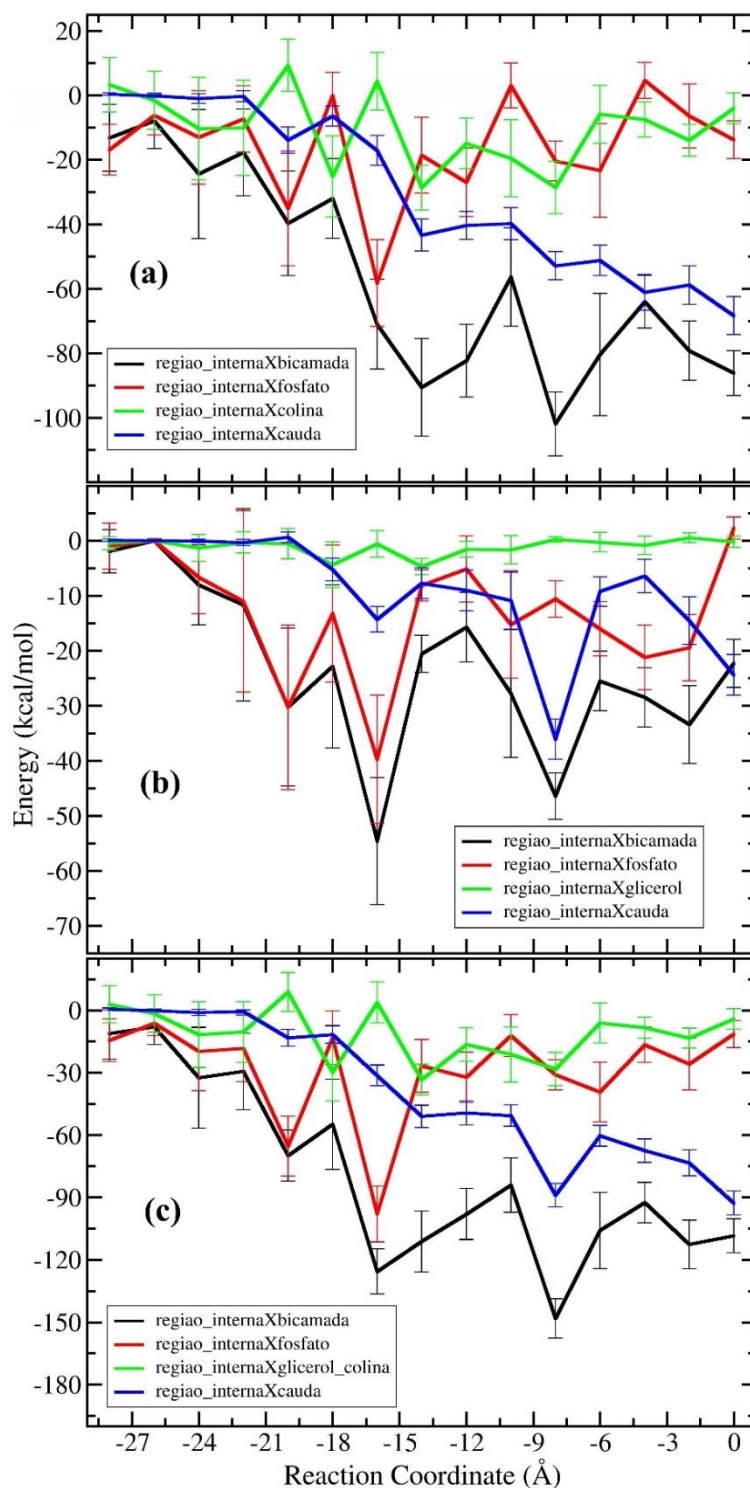 20
0
-20
-40
-60
-80
-100
(a)
regiao_internaXbicamada
regiao_internaXfosfato
regiao_internaXcolina
regiao_internaXcauda
0
-10
-20
-30
-40
-50
-60
-70
Energy (kcal/mol)
(b)
regiao_internaXbicamada
regiao_internaXfosfato
regiao_internaXglicerol
regiao_internaXcauda
0
-30
-60
-90
-120
-150
-180
(c)
regiao_internaXbicamada
regiao_internaXfosfato
regiao_internaXglicerol_colina
regiao_internaXcauda
-27 -24 -21 -18 -15 -12 -9 -6 -3 0
Reaction Coordinate (Å)